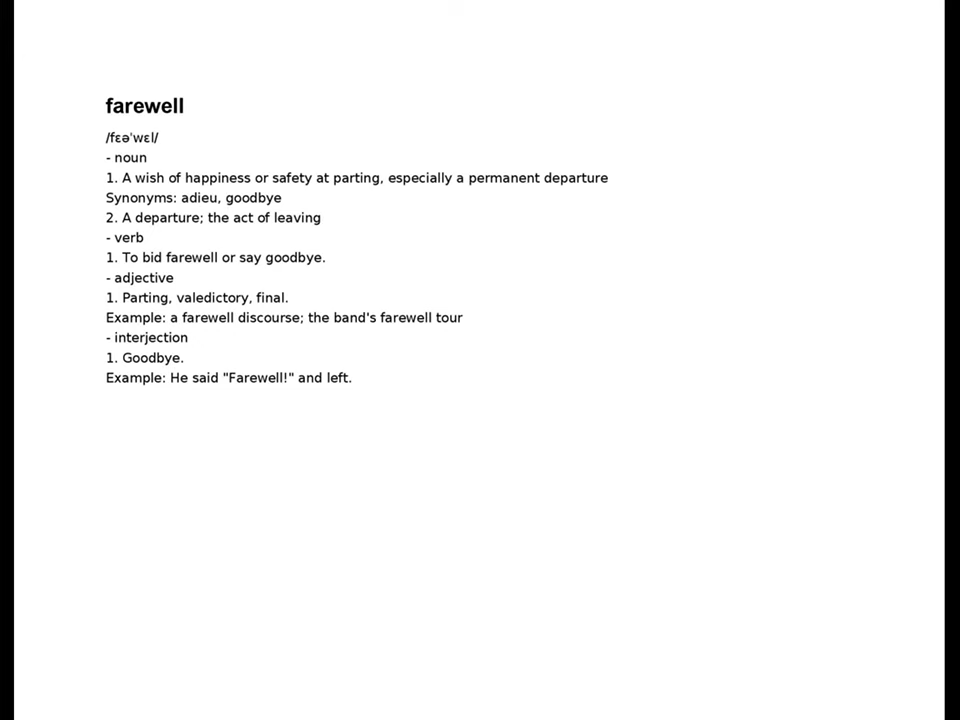 farewell
/fɛəˈwɛl/
- noun
1. A wish of happiness or safety at parting, especially a permanent departure
Synonyms: adieu, goodbye
2. A departure; the act of leaving
- verb
1. To bid farewell or say goodbye.
- adjective
1. Parting, valedictory, final.
Example: a farewell discourse; the band's farewell tour
- interjection
1. Goodbye.
Example: He said "Farewell!" and left.